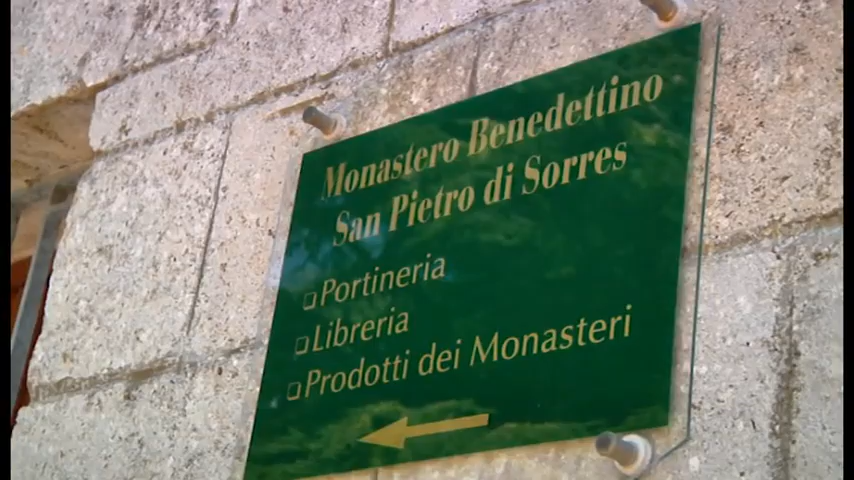 Monastero Benedettino
San Pietro di Sorres
❑ Portineria
❑ Libreria
❑ Prodotti dei Monasteri